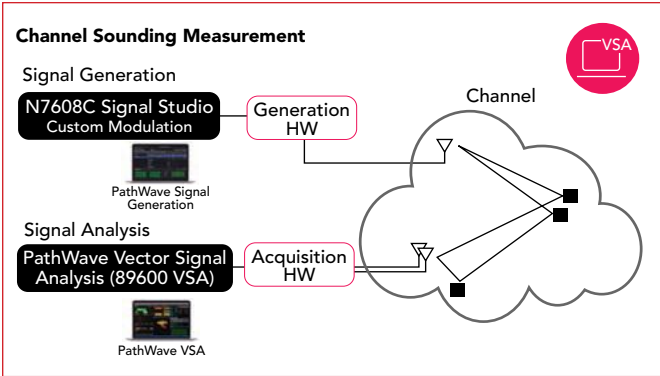 Channel Sounding Measurement
VSA
Signal Generation
N7608C Signal Studio
Custom Modulation
Generation
HW
Channel
PathWave Signal
Generation
Signal Analysis
PathWave Vector Signal
Analysis (89600 VSA)
Acquisition
HW
PathWave VSA